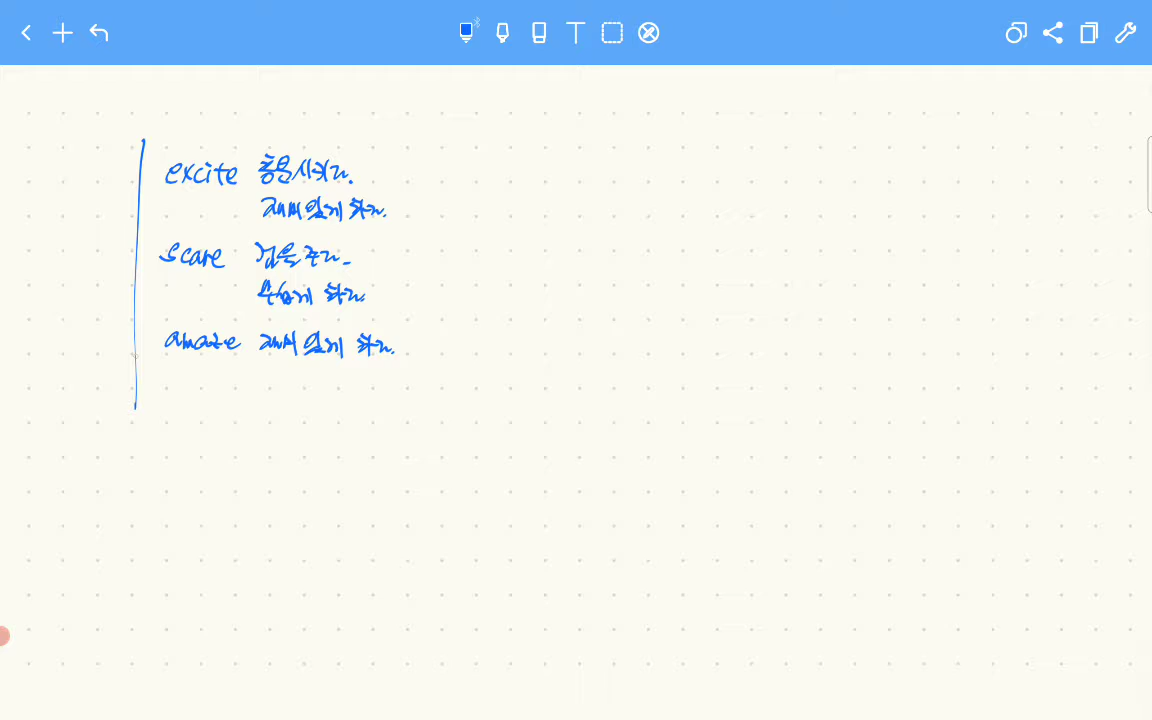 excite 흥분시키다.
재미있게 하다.
scare 겁을 주다.
무섭게 하다.
amaze 재미있게 하다.